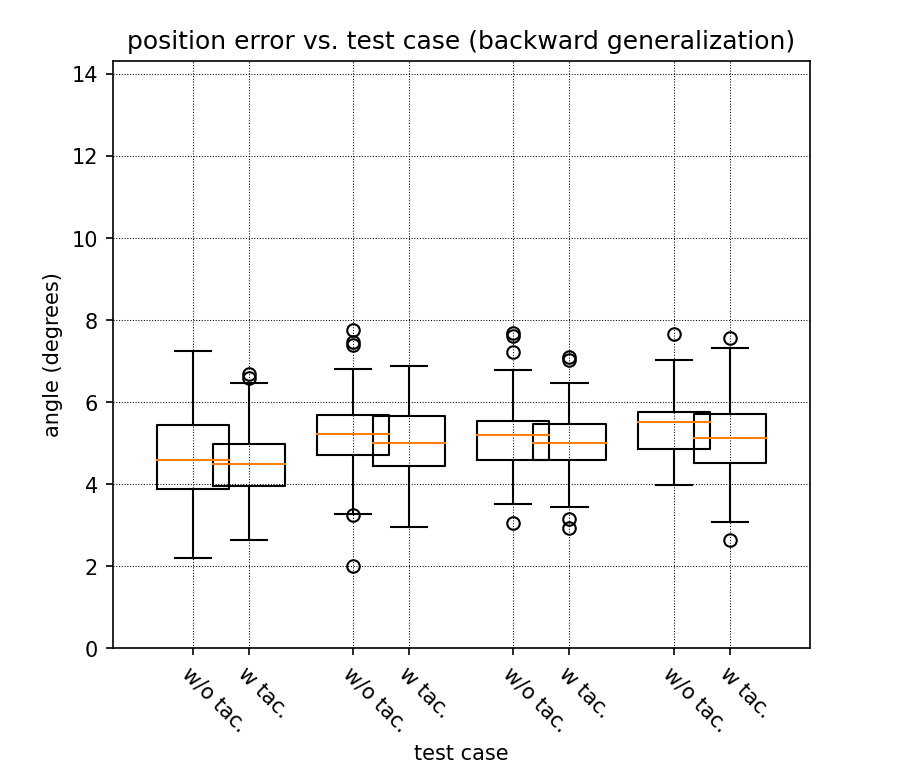 position error vs. test case (backward generalization)
14
12
10
8
6
4
2
0
angle (degrees)
w/o tac.
w tac.
w/o tac.
w tac.
w/o tac.
w tac.
w/o tac.
w tac.
test case